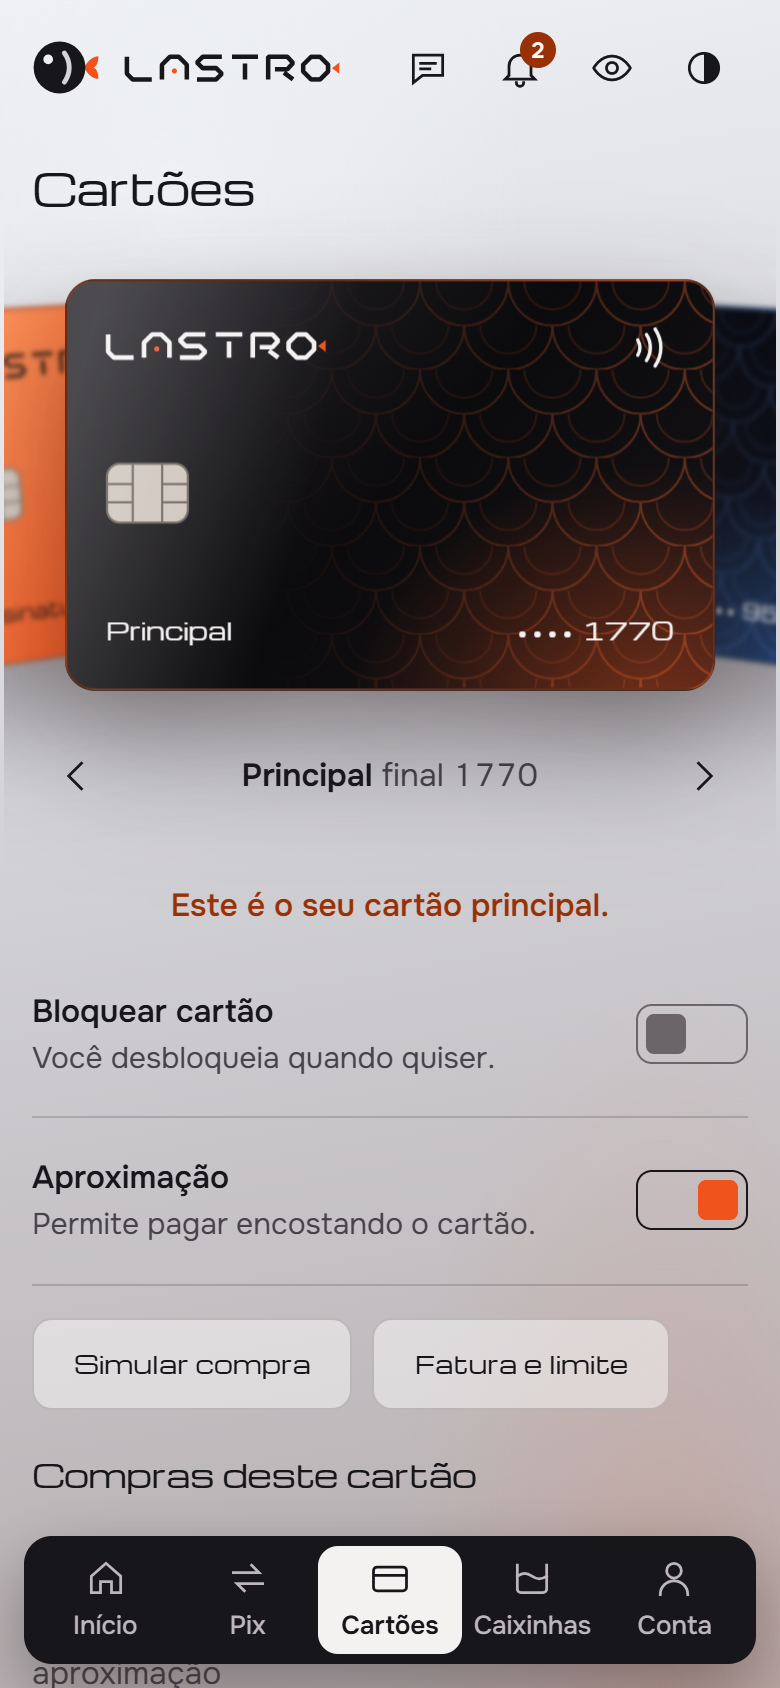 LASTRO
2
Cartões
LASTRO
Principal
•••• 1770
•• 95
Principal final 1770
Este é o seu cartão principal.
Bloquear cartão
Você desbloqueia quando quiser.
Aproximação
Permite pagar encostando o cartão.
Simular compra
Fatura e limite
Compras deste cartão
Início
Pix
Cartões
Caixinhas
Conta
aproximação